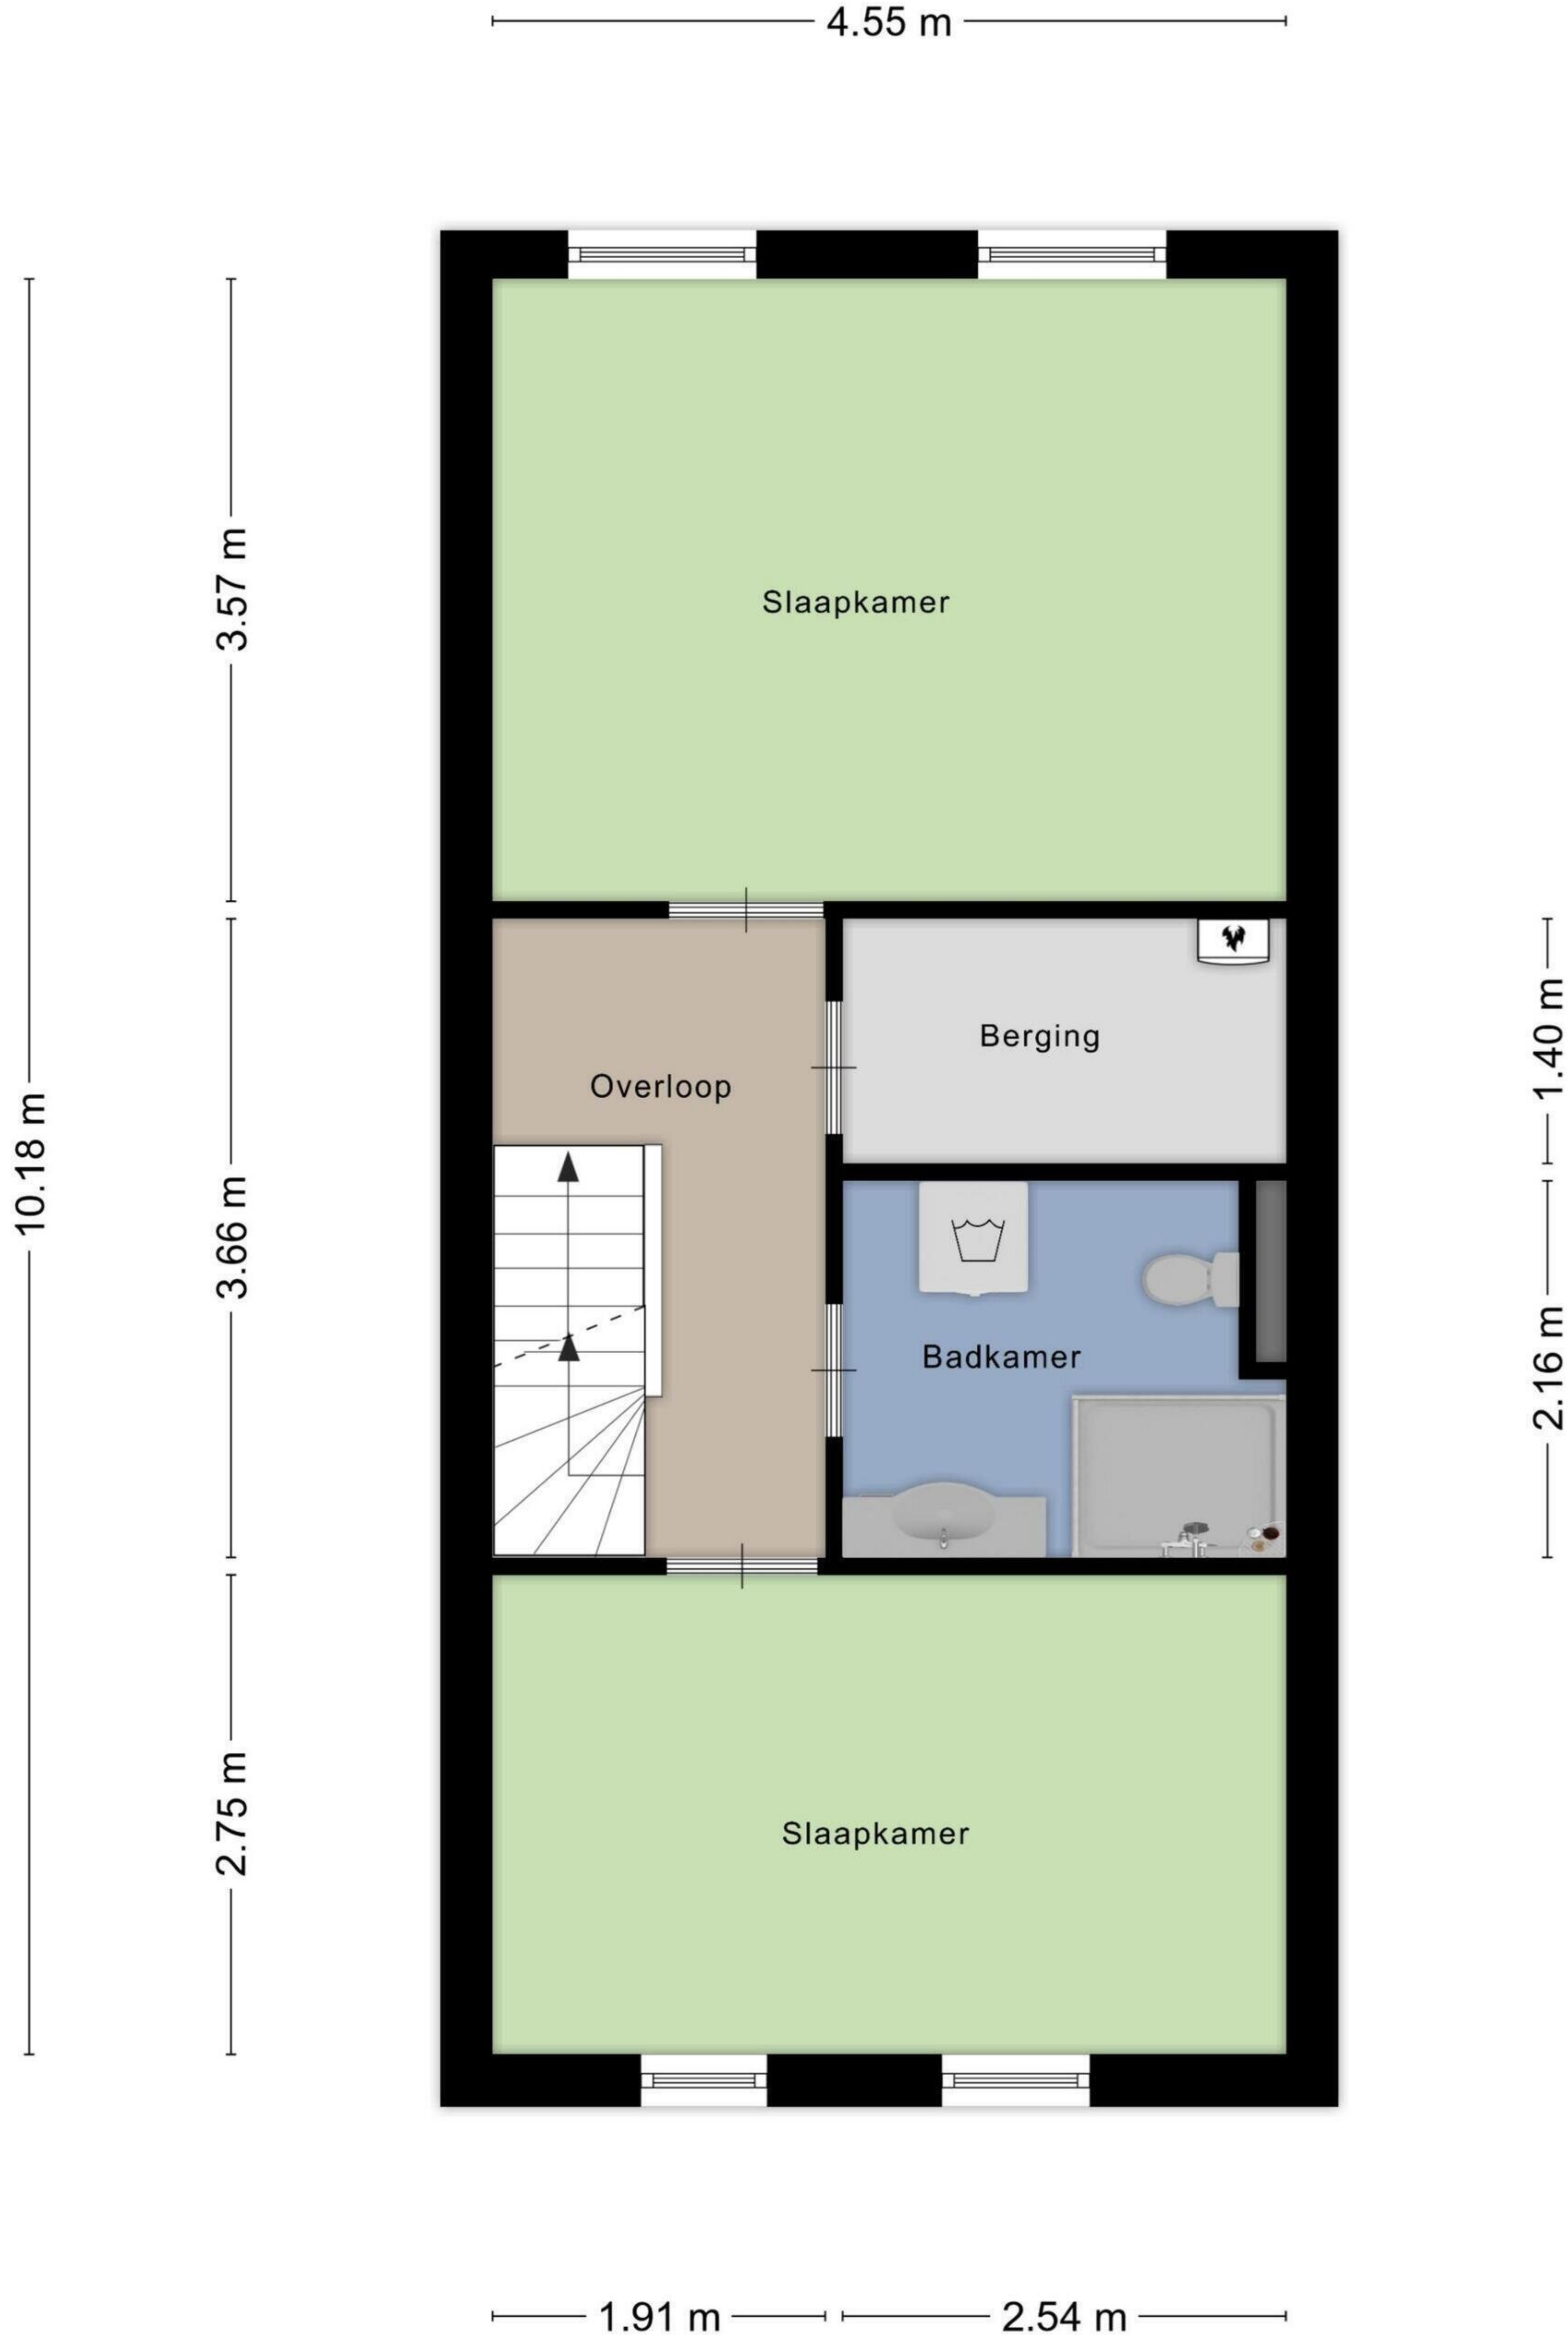 4.55 m
3.57 m
Slaapkamer
10.18 m
3.66 m
Overloop
Berging
1.40 m
Badkamer
2.16 m
2.75 m
Slaapkamer
1.91 m
2.54 m